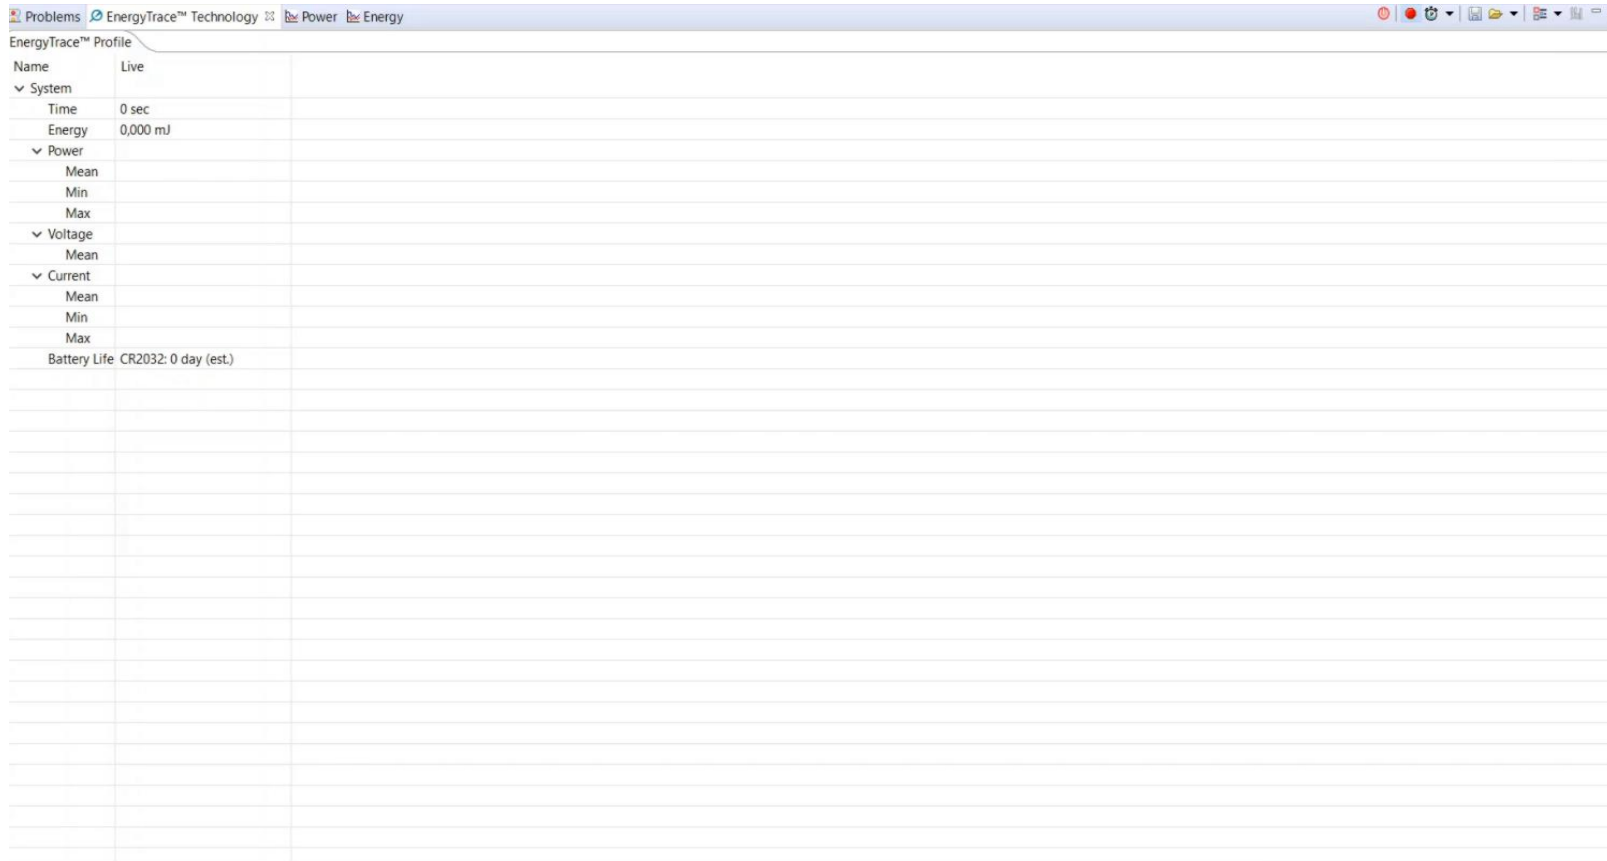 Problems EnergyTrace™ Technology Power Energy
EnergyTrace™ Profile
Name Live
System
Time 0 sec
Energy 0,000 mJ
Power
Mean
Min
Max
Voltage
Mean
Current
Mean
Min
Max
Battery Life CR2032: 0 day (est.)